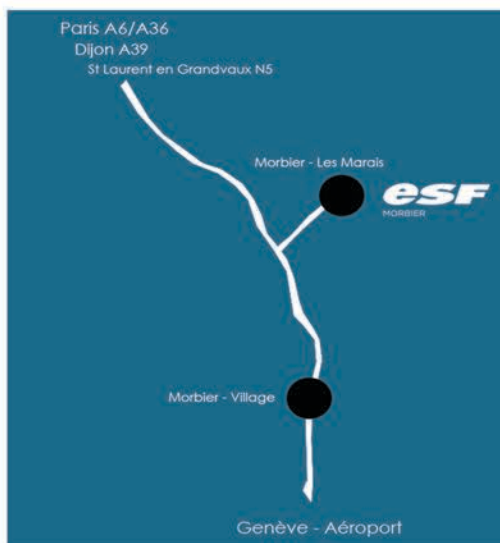 Paris A6/A36
Dijon A39
St Laurent en Grandvaux N5
Morbier - Les Marais
esf
MORBIER
Morbier - Village
Genève - Aéroport